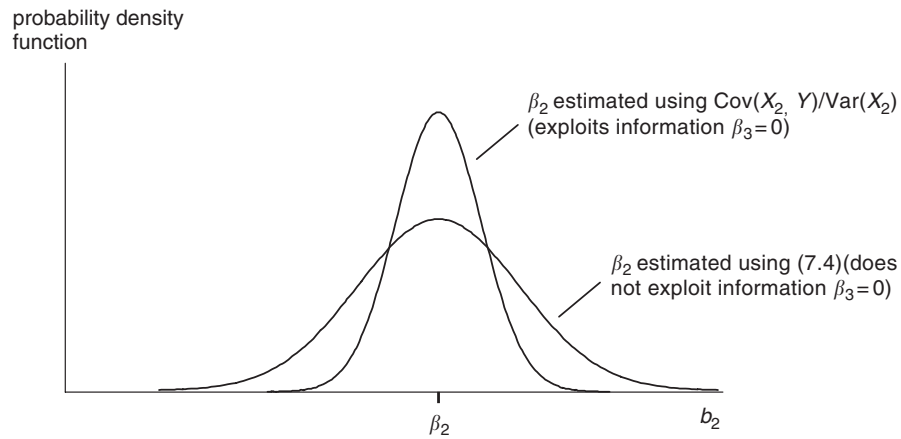 probability density
function
β₂ estimated using Cov(X₂, Y)/Var(X₂)
(exploits information β₃=0)
β₂ estimated using (7.4)(does
not exploit information β₃=0)
β₂
b₂